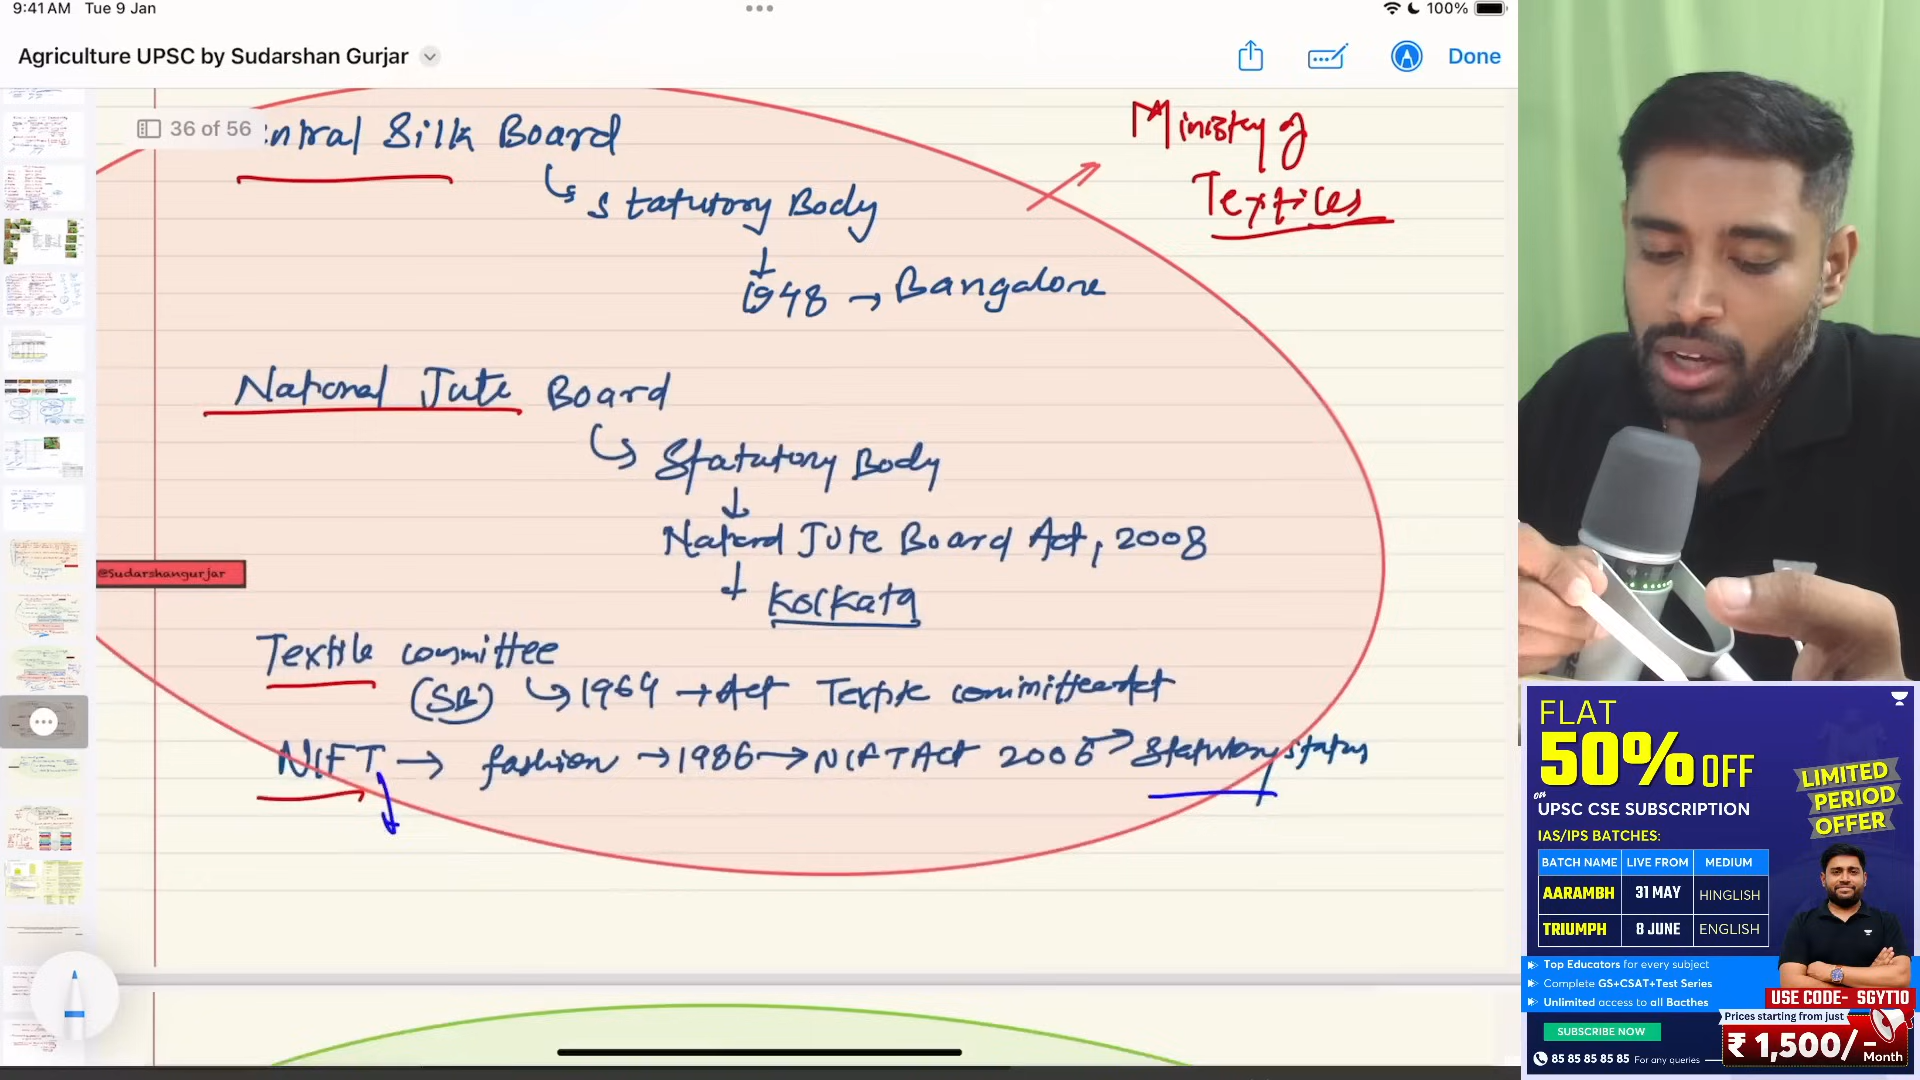 9:41 AM Tue 9 Jan
100%
Agriculture UPSC by Sudarshan Gurjar
Done
36 of 56
entral Silk Board
Statutory Body
1948 → Bangalore
Ministry of
Textiles
National Jute Board
Statutory Body
National Jute Board Act, 2008
Kolkata
@Sudarshangurjar
Textile committee
(SB) 1964 → Act Textile committee Act
NIFT → fashion → 1986 → NIFT Act 2006 → Statutory status
FLAT
50% OFF
on UPSC CSE SUBSCRIPTION
LIMITED
PERIOD
OFFER
IAS/IPS BATCHES:
BATCH NAME LIVE FROM MEDIUM
AARAMBH 31 MAY HINGLISH
TRIUMPH 8 JUNE ENGLISH
Top Educators for every subject
Complete GS+CSAT+Test Series
Unlimited access to all Bacthes
USE CODE- SGYT10
SUBSCRIBE NOW
Prices starting from just
₹ 1,500/- Month
85 85 85 85 85 For any queries